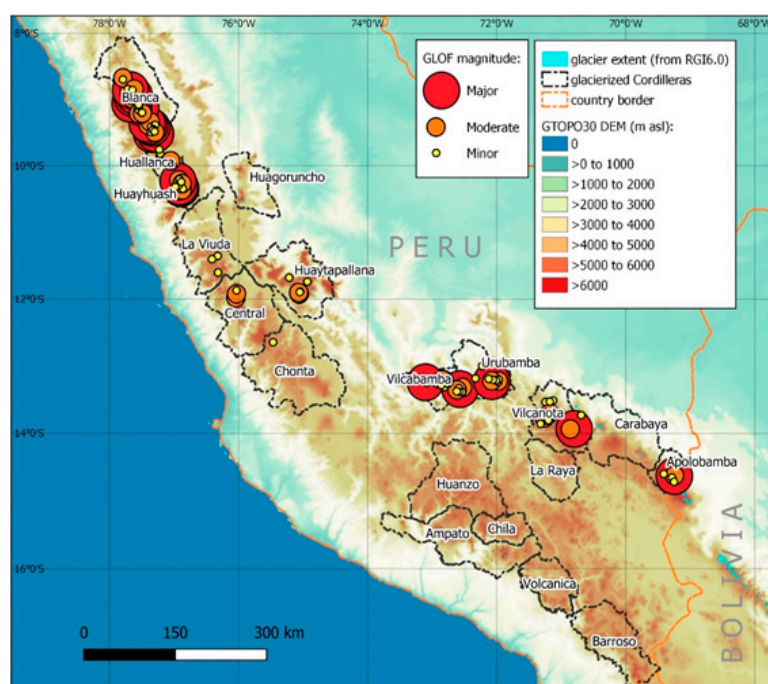 78°0'W 76°0'W 74°0'W 72°0'W 70°0'W 68°0'W
8°0'S
10°0'S
12°0'S
14°0'S
16°0'S
GLOF magnitude:
Major
Moderate
Minor
glacier extent (from RGI6.0)
glacierized Cordilleras
country border
GTOPO30 DEM (m asl):
0
>0 to 1000
>1000 to 2000
>2000 to 3000
>3000 to 4000
>4000 to 5000
>5000 to 6000
>6000
Blanca
Huallanca
Huayhuash
Huagoruncho
La Viuda
Huaytapallana
Central
Chonta
PERU
Urubamba
Vilcabamba
Vilcanota
Carabaya
La Raya
Apolobamba
Huanzo
Ampato
Chila
Volcanica
Barroso
BOLIVIA
0 150 300 km